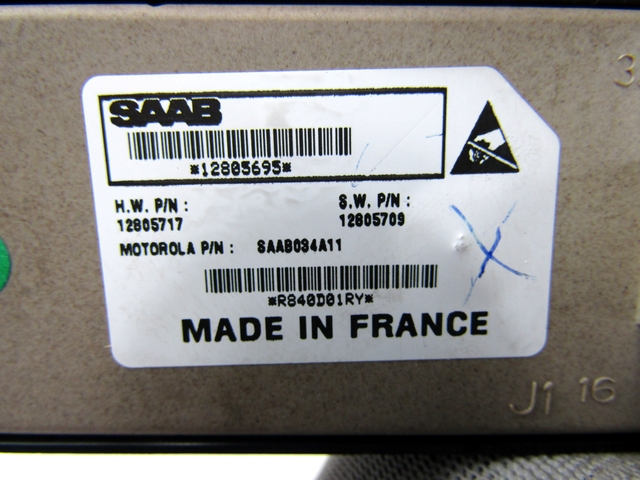 SAAB
*12805695*
H.W. P/N : S.W. P/N :
12805717 12805709
MOTOROLA P/N : SAAB034A11
*R840D01RY*
MADE IN FRANCE
3
J1 16